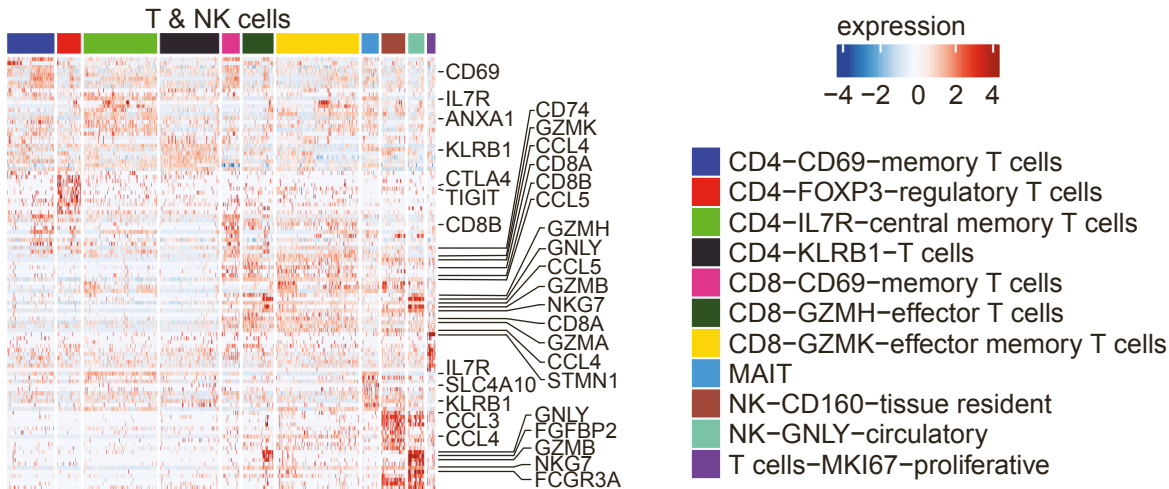 T & NK cells
CD69
IL7R
ANXA1
KLRB1
CTLA4
TIGIT
CD8B
IL7R
SLC4A10
KLRB1
CCL3
CCL4
CD74
GZMK
CCL4
CD8A
CD8B
CCL5
GZMH
GNLY
CCL5
GZMB
NKG7
CD8A
GZMA
CCL4
STMN1
GNLY
FGFBP2
GZMB
NKG7
FCGR3A
expression
−4 −2 0 2 4
CD4−CD69−memory T cells
CD4−FOXP3−regulatory T cells
CD4−IL7R−central memory T cells
CD4−KLRB1−T cells
CD8−CD69−memory T cells
CD8−GZMH−effector T cells
CD8−GZMK−effector memory T cells
MAIT
NK−CD160−tissue resident
NK−GNLY−circulatory
T cells−MKI67−proliferative